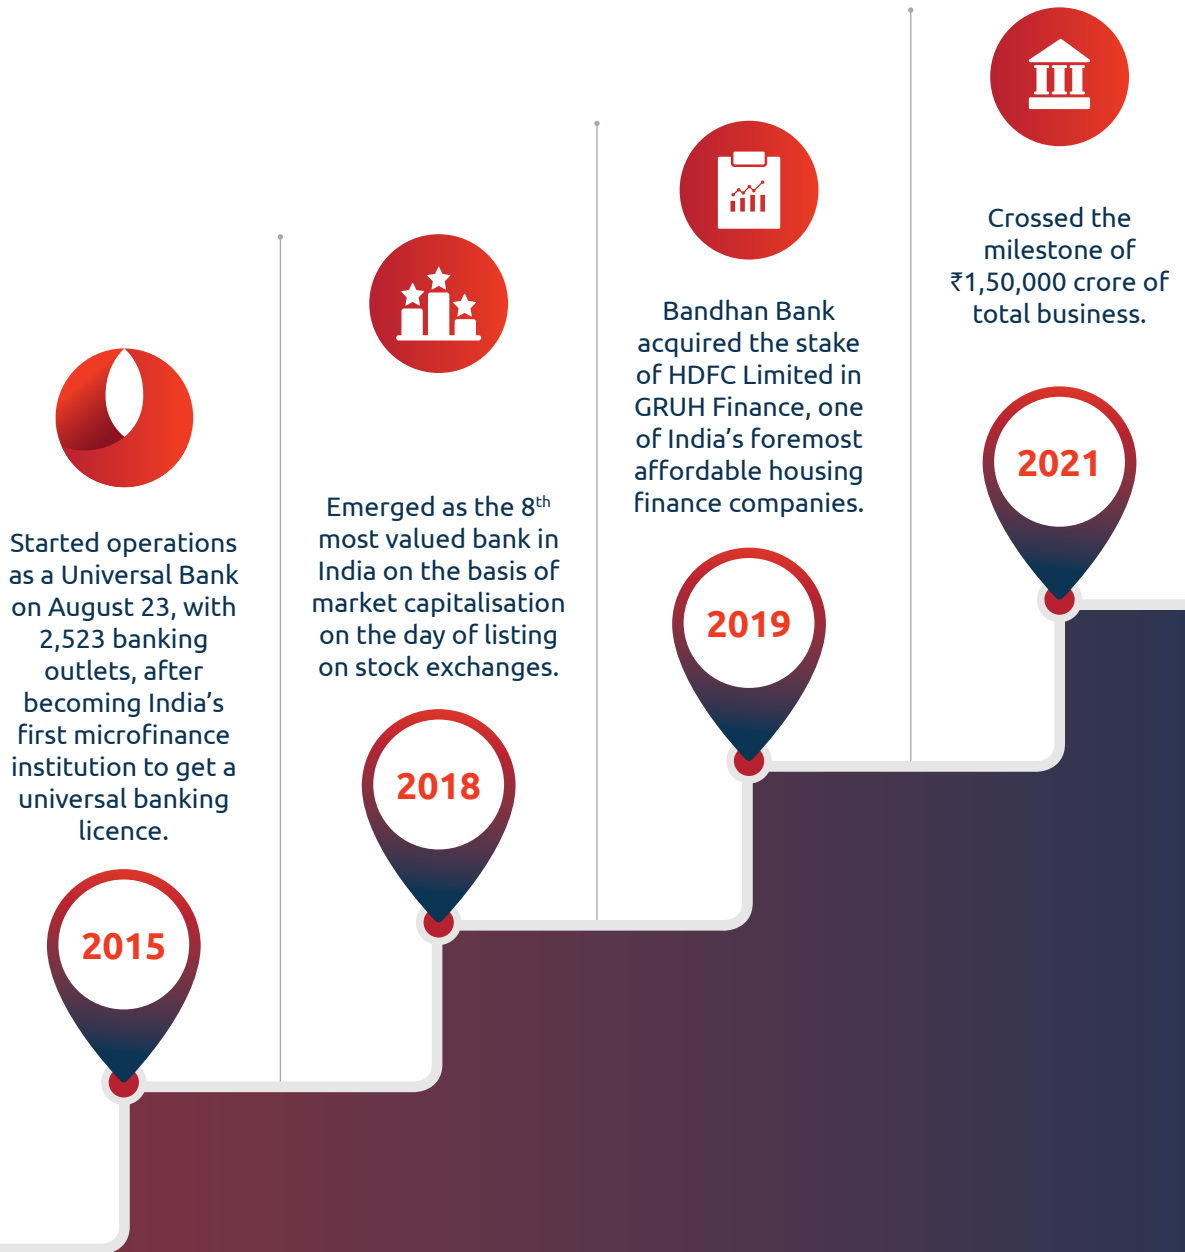 Started operations
as a Universal Bank
on August 23, with
2,523 banking
outlets, after
becoming India’s
first microfinance
institution to get a
universal banking
licence.
2015
Emerged as the 8th
most valued bank in
India on the basis of
market capitalisation
on the day of listing
on stock exchanges.
2018
Bandhan Bank
acquired the stake
of HDFC Limited in
GRUH Finance, one
of India’s foremost
affordable housing
finance companies.
2019
Crossed the
milestone of
₹1,50,000 crore of
total business.
2021